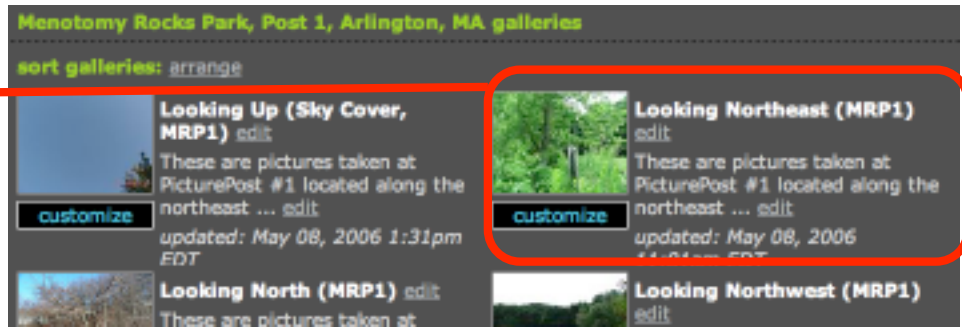 Menotomy Rocks Park, Post 1, Arlington, MA galleries
sort galleries: arrange
Looking Up (Sky Cover,
MRP1) edit
These are pictures taken at
PicturePost #1 located along the
northeast ... edit
updated: May 08, 2006 1:31pm
EDT
customize
Looking Northeast (MRP1)
edit
These are pictures taken at
PicturePost #1 located along the
northeast ... edit
updated: May 08, 2006
EDT
customize
Looking North (MRP1) edit
These are pictures taken at
Looking Northwest (MRP1)
edit